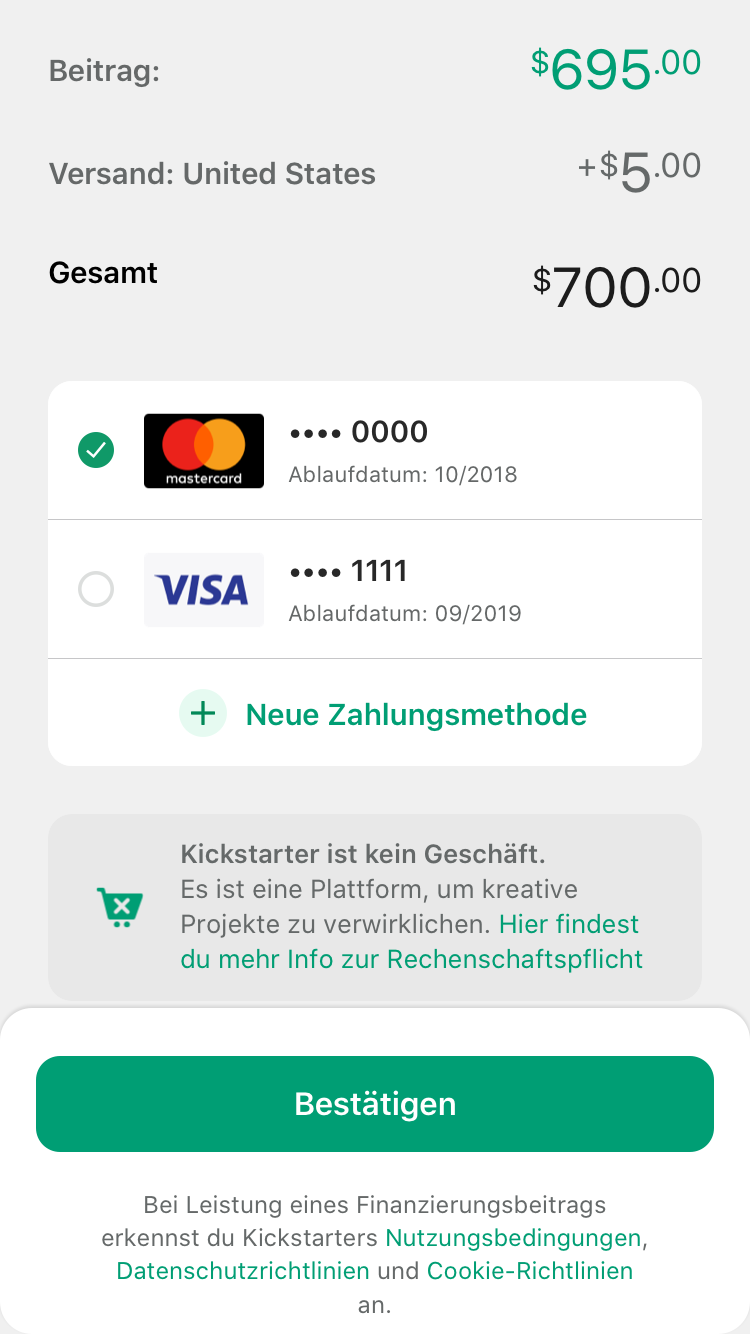 Beitrag: $695.00
Versand: United States +$5.00
Gesamt $700.00
mastercard
•••• 0000
Ablaufdatum: 10/2018
VISA
•••• 1111
Ablaufdatum: 09/2019
+ Neue Zahlungsmethode
Kickstarter ist kein Geschäft.
Es ist eine Plattform, um kreative
Projekte zu verwirklichen. Hier findest
du mehr Info zur Rechenschaftspflicht
Bestätigen
Bei Leistung eines Finanzierungsbeitrags
erkennst du Kickstarters Nutzungsbedingungen,
Datenschutzrichtlinien und Cookie-Richtlinien
an.